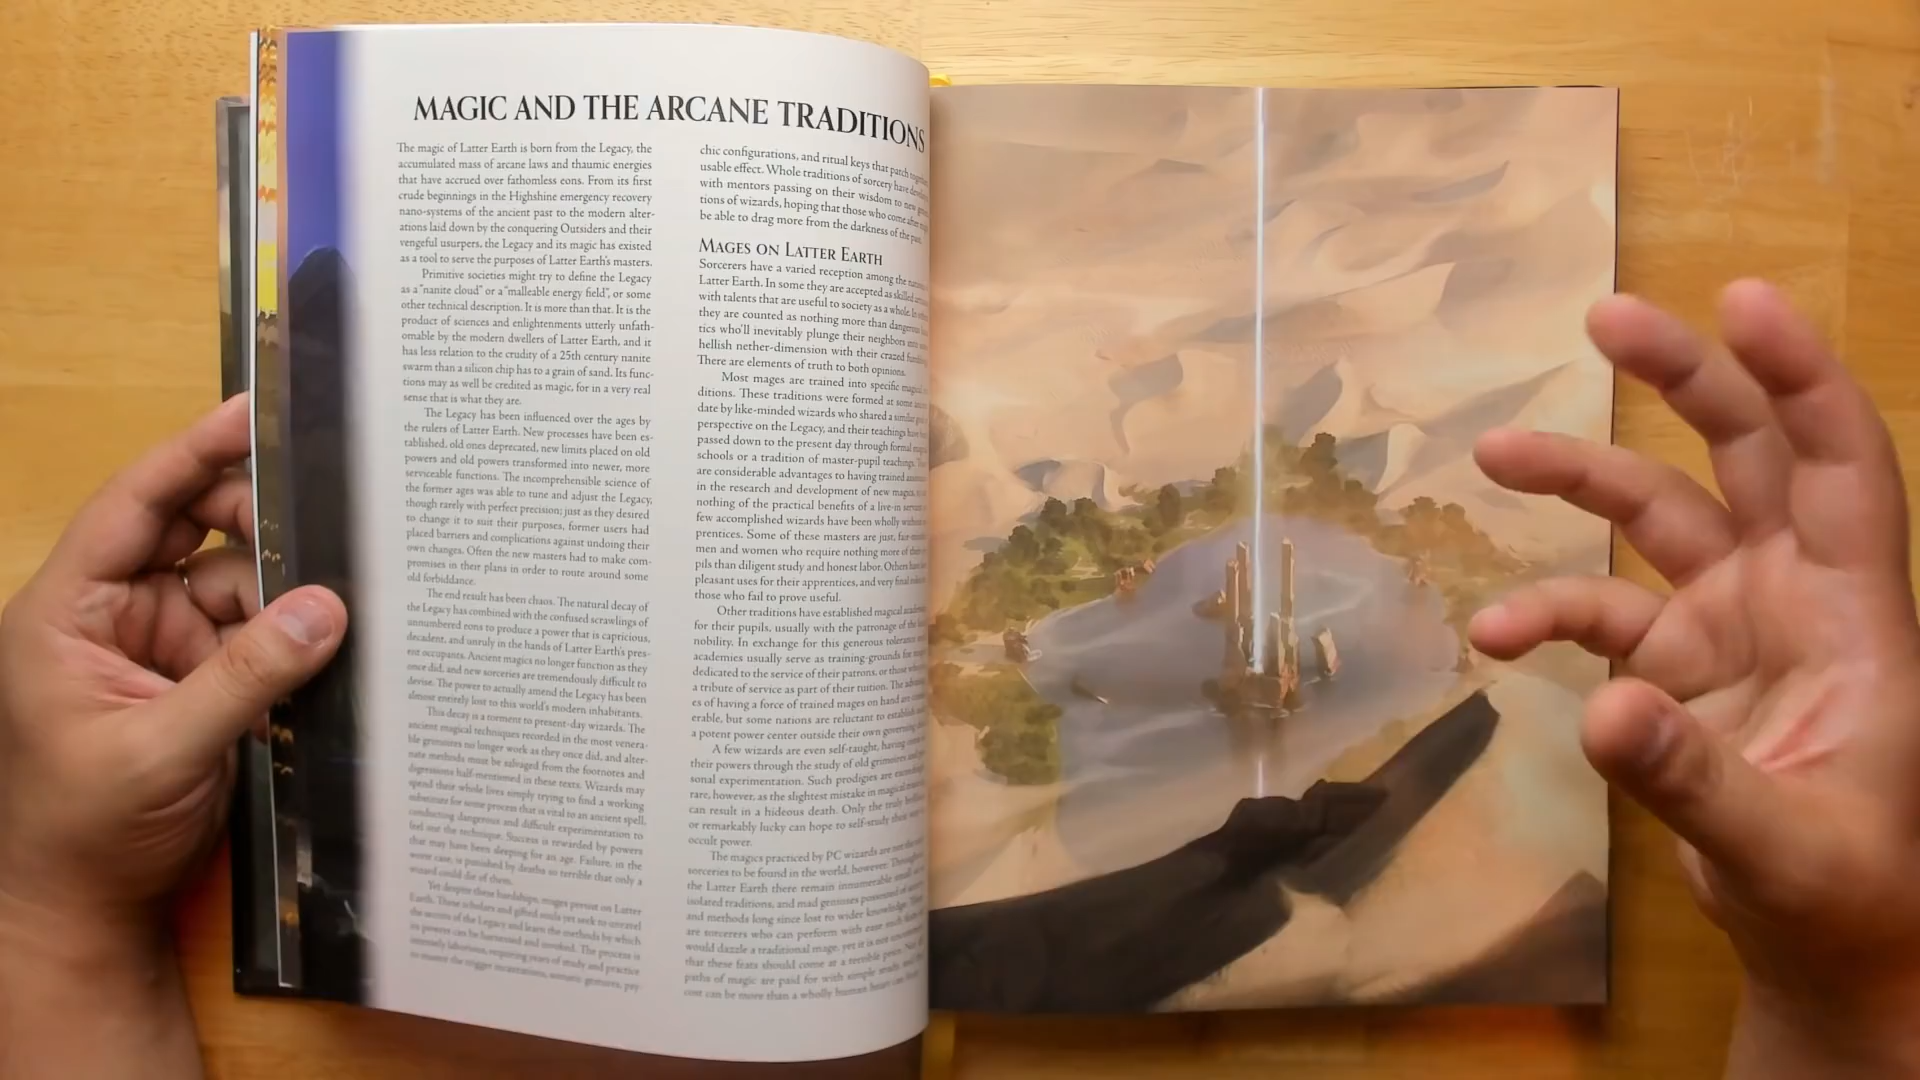 MAGIC AND THE ARCANE TRADITIONS
The magic of Latter Earth is born from the Legacy, the
accumulated mass of arcane laws and thaumic energies
that have accrued over fathomless eons. From its first
crude beginnings in the Highshine emergency recovery
nano-systems of the ancient past to the modern alter-
ations laid down by the conquering Outsiders and their
vengeful usurpers, the Legacy and its magic has existed
as a tool to serve the purposes of Latter Earth's masters.
Primitive societies might try to define the Legacy
as a "nanite cloud" or a "malleable energy field", or some
other technical description. It is more than that. It is the
product of sciences and enlightenments utterly unfath-
omable by the modern dwellers of Latter Earth, and it
has less relation to the crudity of a 25th century nanite
swarm than a silicon chip has to a grain of sand. Its func-
tions may as well be credited as magic, for in a very real
sense that is what they are.
The Legacy has been influenced over the ages by
the rulers of Latter Earth. New processes have been es-
tablished, old ones deprecated, new limits placed on old
powers and old powers transformed into newer, more
serviceable functions. The incomprehensible science of
the former ages was able to tune and adjust the Legacy,
though rarely with perfect precision; just as they desired
to change it to suit their purposes, former users had
placed barriers and complications against undoing their
own changes. Often the new masters had to make com-
promises in their plans in order to route around some
old forbiddance.
The end result has been chaos. The natural decay of
the Legacy has combined with the confused scrawlings of
unnumbered eons to produce a power that is capricious,
decadent, and unruly in the hands of Latter Earth's pres-
ent occupants. Ancient magics no longer function as they
once did, and new sorceries are tremendously difficult to
devise. The power to actually amend the Legacy has been
almost entirely lost to this world's modern inhabitants.
This decay is a torment to present-day wizards. The
ancient magical techniques recorded in the most venera-
ble grimoires no longer work as they once did, and alter-
nate methods must be salvaged from the footnotes and
digressions half-mentioned in these texts. Wizards may
spend their whole lives simply trying to find a working
substitute for some process that is vital to an ancient spell,
conducting dangerous and difficult experimentation to
feel out the technique. Success is rewarded by powers
that may have been sleeping for an age. Failure, in the
worst case, is punished by deaths so terrible that only a
wizard could die of them.
Yet despite these hardships, mages persist on Latter
Earth. These scholars and gifted souls yet seek to unravel
the secrets of the Legacy and learn the methods by which
its powers can be harnessed and invoked. The process is
intensely laborious, requiring years of study and practice
to master the trigger incantations, somatic gestures, psy-
chic configurations, and ritual keys that patch together
usable effect. Whole traditions of sorcery have
with mentors passing on their wisdom to new
tions of wizards, hoping that those who come after
be able to drag more from the darkness of the past.
MAGES ON LATTER EARTH
Sorcerers have a varied reception among the
Latter Earth. In some they are accepted as skilled
with talents that are useful to society as a whole. In
they are counted as nothing more than dangerous
tics who'll inevitably plunge their neighbors into
hellish nether-dimension with their crazed
There are elements of truth to both opinions.
Most mages are trained into specific magical
ditions. These traditions were formed at some
date by like-minded wizards who shared a similar
perspective on the Legacy, and their teachings have
passed down to the present day through formal
schools or a tradition of master-pupil teachings.
are considerable advantages to having trained
in the research and development of new magics,
nothing of the practical benefits of a live-in
few accomplished wizards have been wholly without
prentices. Some of these masters are just,
men and women who require nothing more of their
pils than diligent study and honest labor. Others have
pleasant uses for their apprentices, and very final
those who fail to prove useful.
Other traditions have established magical
for their pupils, usually with the patronage of the
nobility. In exchange for this generous tolerance
academies usually serve as training-grounds for
dedicated to the service of their patrons, or those who
a tribute of service as part of their tuition. The
es of having a force of trained mages on hand are
erable, but some nations are reluctant to establish
a potent power center outside their own governing
A few wizards are even self-taught, having
their powers through the study of old grimoires and
sonal experimentation. Such prodigies are
rare, however, as the slightest mistake in magical
can result in a hideous death. Only the truly
or remarkably lucky can hope to self-study their
occult power.
The magics practiced by PC wizards are not the only
sorceries to be found in the world, however. Throughout
the Latter Earth there remain innumerable small
isolated traditions, and mad geniuses possessed of
and methods long since lost to wider knowledge.
are sorcerers who can perform with ease
would dazzle a traditional mage, yet it is not
that these feats should come at a terrible
paths of magic are paid for with simple
cost can be more than a wholly human heart can